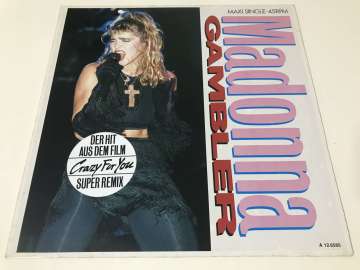 MAXI SINGLE-45RPM
Madonna
GAMBLER
DER HIT
AUS DEM FILM
Crazy For You
SUPER REMIX